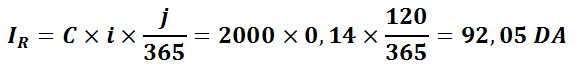 I_R = C × i × j/365 = 2000 × 0,14 × 120/365 = 92,05 DA